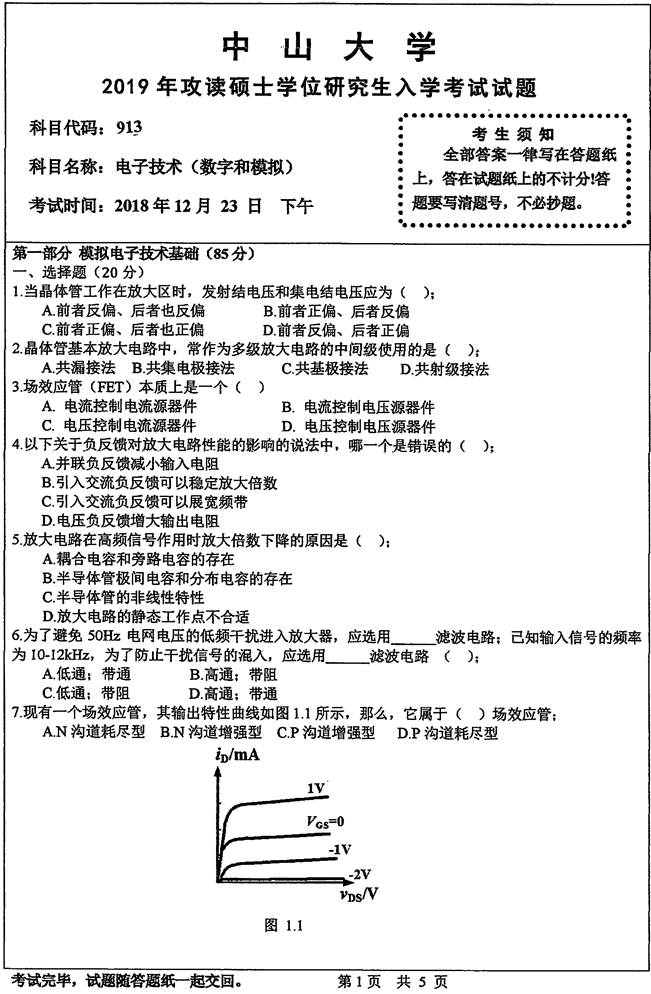 中 山 大 学
2019 年攻读硕士学位研究生入学考试试题
科目代码：913
科目名称：电子技术（数字和模拟）
考试时间：2018 年 12 月 23 日 下午
考 生 须 知
全部答案一律写在答题纸
上，答在试题纸上的不计分!答
题要写清题号，不必抄题。
第一部分 模拟电子技术基础（85 分）
一、选择题（20 分）
1.当晶体管工作在放大区时，发射结电压和集电结电压应为（ ）；
A.前者反偏、后者也反偏 B.前者正偏、后者反偏
C.前者正偏、后者也正偏 D.前者反偏、后者正偏
2.晶体管基本放大电路中，常作为多级放大电路的中间级使用的是（ ）；
A.共漏接法 B.共集电极接法 C.共基极接法 D.共射级接法
3.场效应管（FET）本质上是一个（ ）
A. 电流控制电流源器件 B. 电流控制电压源器件
C. 电压控制电流源器件 D. 电压控制电压源器件
4.以下关于负反馈对放大电路性能的影响的说法中，哪一个是错误的（ ）；
A.并联负反馈减小输入电阻
B.引入交流负反馈可以稳定放大倍数
C.引入交流负反馈可以展宽频带
D.电压负反馈增大输出电阻
5.放大电路在高频信号作用时放大倍数下降的原因是（ ）；
A.耦合电容和旁路电容的存在
B.半导体管极间电容和分布电容的存在
C.半导体管的非线性特性
D.放大电路的静态工作点不合适
6.为了避免 50Hz 电网电压的低频干扰进入放大器，应选用______滤波电路；已知输入信号的频率
为 10-12kHz，为了防止干扰信号的混入，应选用______滤波电路 （ ）；
A.低通；带通 B.高通；带阻
C.低通；带阻 D.高通；带通
7.现有一个场效应管，其输出特性曲线如图 1.1 所示，那么，它属于（ ）场效应管；
A.N 沟道耗尽型 B.N 沟道增强型 C.P 沟道增强型 D.P 沟道耗尽型
iD/mA
1V
VGS=0
-1V
-2V
vDS/V
图 1.1
考试完毕，试题随答题纸一起交回。 第 1 页 共 5 页